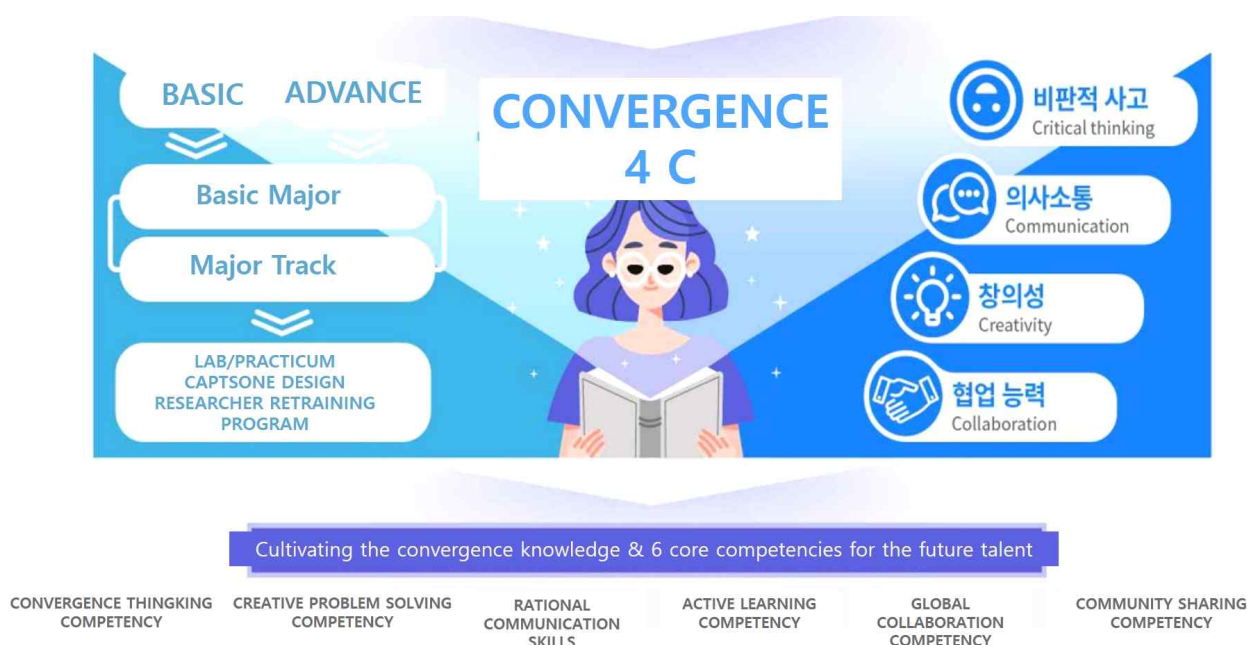 BASIC
ADVANCE
Basic Major
Major Track
LAB/PRACTICUM
CAPTSONE DESIGN
RESEARCHER RETRAINING
PROGRAM
CONVERGENCE
4 C
비판적 사고
Critical thinking
의사소통
Communication
창의성
Creativity
협업 능력
Collaboration
Cultivating the convergence knowledge & 6 core competencies for the future talent
CONVERGENCE THINGKING
COMPETENCY
CREATIVE PROBLEM SOLVING
COMPETENCY
RATIONAL
COMMUNICATION
SKILLS
ACTIVE LEARNING
COMPETENCY
GLOBAL
COLLABORATION
COMPETENCY
COMMUNITY SHARING
COMPETENCY